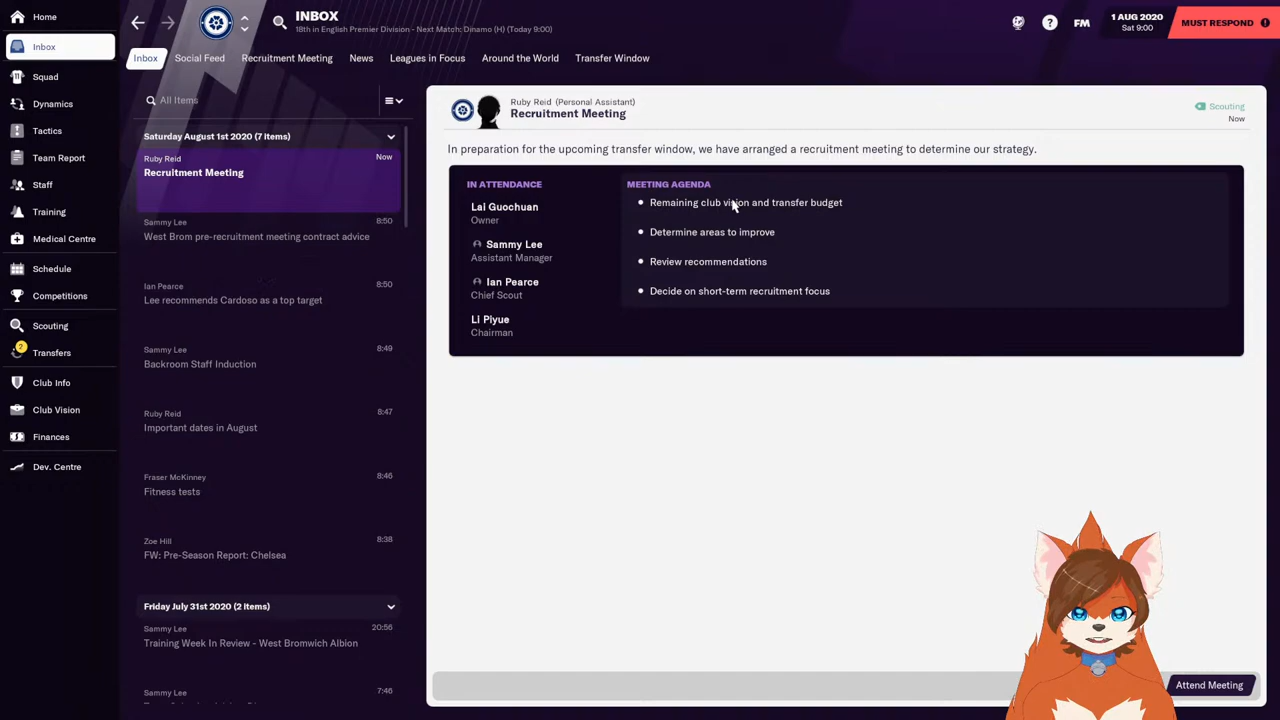 Home
Inbox
Squad
Dynamics
Tactics
Team Report
Staff
Training
Medical Centre
Schedule
Competitions
Scouting
2
Transfers
Club Info
Club Vision
Finances
Dev. Centre
INBOX
18th in English Premier Division - Next Match: Dinamo (H) (Today 9:00)
FM
1 AUG 2020
Sat 9:00
MUST RESPOND
Inbox
Social Feed
Recruitment Meeting
News
Leagues in Focus
Around the World
Transfer Window
All Items
Saturday August 1st 2020 (7 items)
Ruby Reid Now
Recruitment Meeting
Sammy Lee 8:50
West Brom pre-recruitment meeting contract advice
Ian Pearce 8:50
Lee recommends Cardoso as a top target
Sammy Lee 8:49
Backroom Staff Induction
Ruby Reid 8:47
Important dates in August
Fraser McKinney 8:46
Fitness tests
Zoe Hill 8:38
FW: Pre-Season Report: Chelsea
Friday July 31st 2020 (2 items)
Sammy Lee 20:56
Training Week In Review - West Bromwich Albion
Sammy Lee 7:46
Ruby Reid (Personal Assistant)
Recruitment Meeting
Scouting
Now
In preparation for the upcoming transfer window, we have arranged a recruitment meeting to determine our strategy.
IN ATTENDANCE
Lai Guochuan
Owner
Sammy Lee
Assistant Manager
Ian Pearce
Chief Scout
Li Piyue
Chairman
MEETING AGENDA
Remaining club vision and transfer budget
Determine areas to improve
Review recommendations
Decide on short-term recruitment focus
Attend Meeting